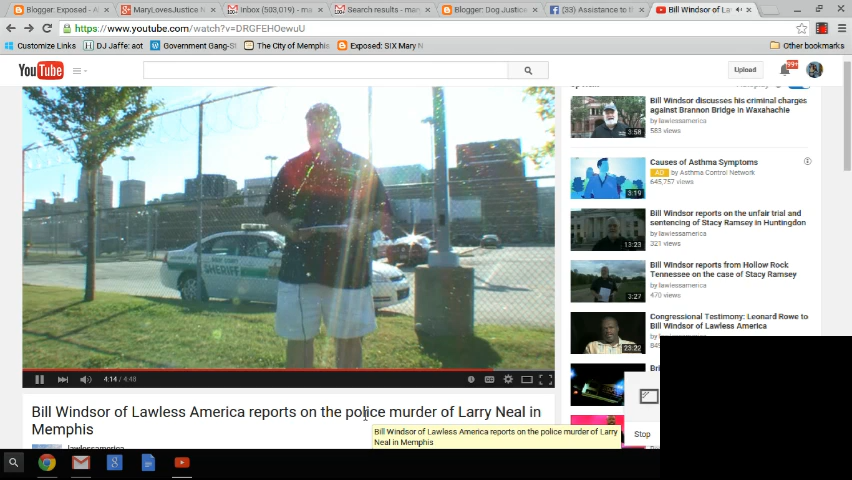 Blogger: Exposed - A
MaryLovesJustice N
Inbox (503,019) - ma
Search results - mary
Blogger: Dog Justice
(33) Assistance to th
Bill Windsor of La
https://www.youtube.com/watch?v=DRGFEHOewuU
Customize Links
DJ Jaffe: aot
Government Gang-St
The City of Memphis
Exposed: SIX Mary N
Other bookmarks
YouTube
Upload
99+
SHERIFF
4:14 / 4:48
Bill Windsor of Lawless America reports on the police murder of Larry Neal in
Memphis
lawlessamerica
Bill Windsor of Lawless America reports on the police murder of Larry
Neal in Memphis
Bill Windsor discusses his criminal charges
against Brannon Bridge in Waxahachie
by lawlessamerica
583 views
3:58
Causes of Asthma Symptoms
AD by Asthma Control Network
645,757 views
3:19
Bill Windsor reports on the unfair trial and
sentencing of Stacy Ramsey in Huntingdon
by lawlessamerica
321 views
13:23
Bill Windsor reports from Hollow Rock
Tennessee on the case of Stacy Ramsey
by lawlessamerica
470 views
3:27
Congressional Testimony: Leonard Rowe to
Bill Windsor of Lawless America
by lawlessamerica
23:22
Stop